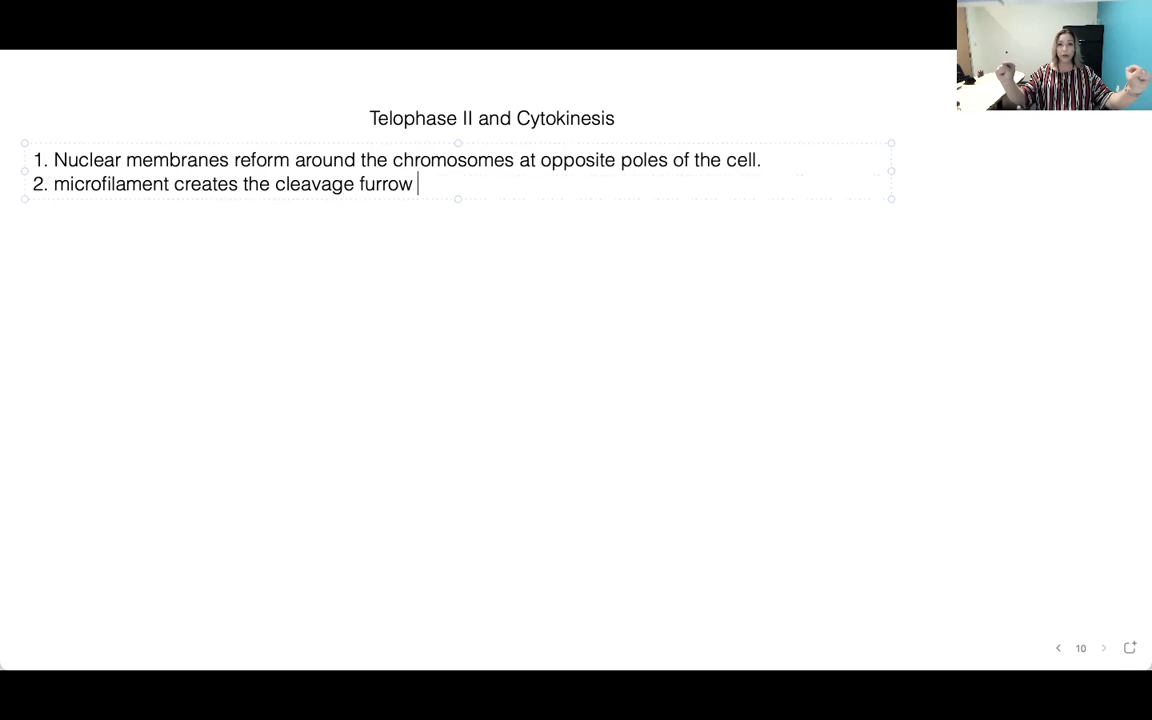 Telophase II and Cytokinesis
1. Nuclear membranes reform around the chromosomes at opposite poles of the cell.
2. microfilament creates the cleavage furrow
10